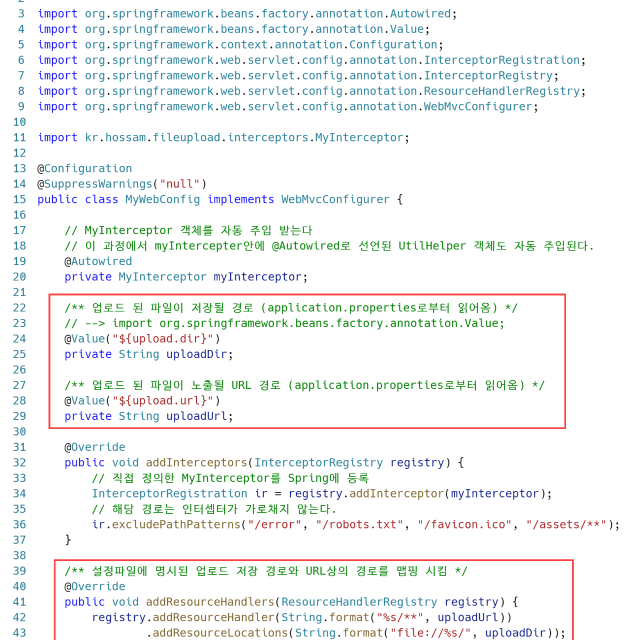 3 import org.springframework.beans.factory.annotation.Autowired;
4 import org.springframework.beans.factory.annotation.Value;
5 import org.springframework.context.annotation.Configuration;
6 import org.springframework.web.servlet.config.annotation.InterceptorRegistration;
7 import org.springframework.web.servlet.config.annotation.InterceptorRegistry;
8 import org.springframework.web.servlet.config.annotation.ResourceHandlerRegistry;
9 import org.springframework.web.servlet.config.annotation.WebMvcConfigurer;
10
11 import kr.hossam.fileupload.interceptors.MyInterceptor;
12
13 @Configuration
14 @SuppressWarnings("null")
15 public class MyWebConfig implements WebMvcConfigurer {
16
17 // MyInterceptor 객체를 자동 주입 받는다
18 // 이 과정에서 myIntercepter안에 @Autowired로 선언된 UtilHelper 객체도 자동 주입된다.
19 @Autowired
20 private MyInterceptor myInterceptor;
21
22 /** 업로드 된 파일이 저장될 경로 (application.properties로부터 읽어옴) */
23 // --> import org.springframework.beans.factory.annotation.Value;
24 @Value("${upload.dir}")
25 private String uploadDir;
26
27 /** 업로드 된 파일이 노출될 URL 경로 (application.properties로부터 읽어옴) */
28 @Value("${upload.url}")
29 private String uploadUrl;
30
31 @Override
32 public void addInterceptors(InterceptorRegistry registry) {
33 // 직접 정의한 MyInterceptor를 Spring에 등록
34 InterceptorRegistration ir = registry.addInterceptor(myInterceptor);
35 // 해당 경로는 인터셉터가 가로채지 않는다.
36 ir.excludePathPatterns("/error", "/robots.txt", "/favicon.ico", "/assets/**");
37 }
38
39 /** 설정파일에 명시된 업로드 저장 경로와 URL상의 경로를 맵핑 시킴 */
40 @Override
41 public void addResourceHandlers(ResourceHandlerRegistry registry) {
42 registry.addResourceHandler(String.format("%s/**", uploadUrl))
43 .addResourceLocations(String.format("file://%s/", uploadDir));